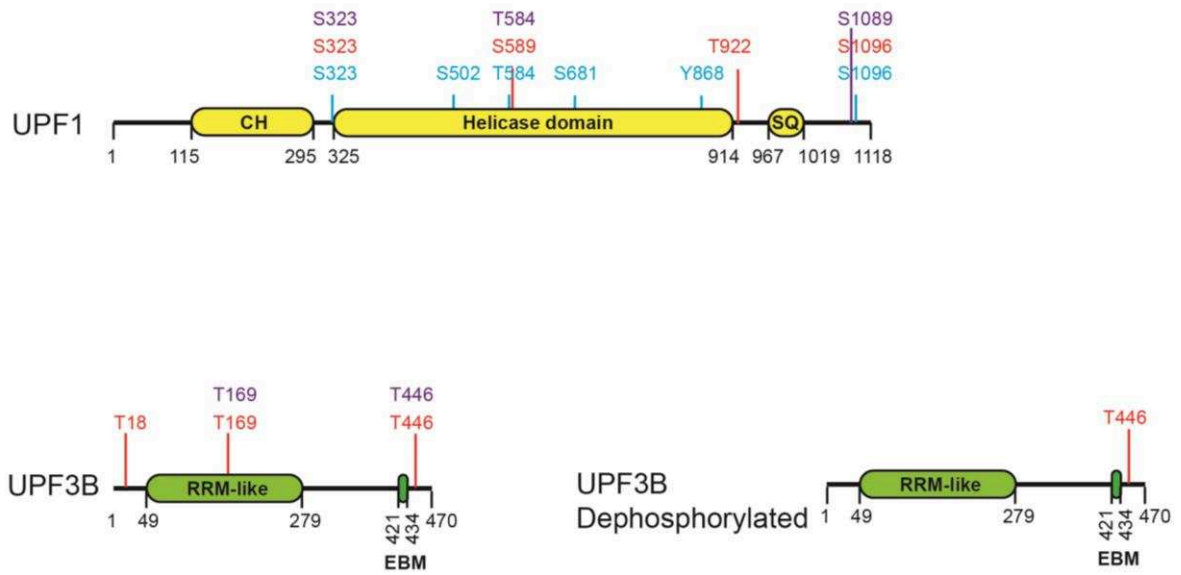 S323 T584 S1089
S323 S589 T922 S1096
S323 S502 T584 S681 Y868 S1096
UPF1 CH Helicase domain SQ
1 115 295 325 914 967 1019 1118
T169 T446
T18 T169 T446 T446
UPF3B RRM-like UPF3B RRM-like
Dephosphorylated
1 49 279 421 434 470 1 49 279 421 434 470
EBM EBM